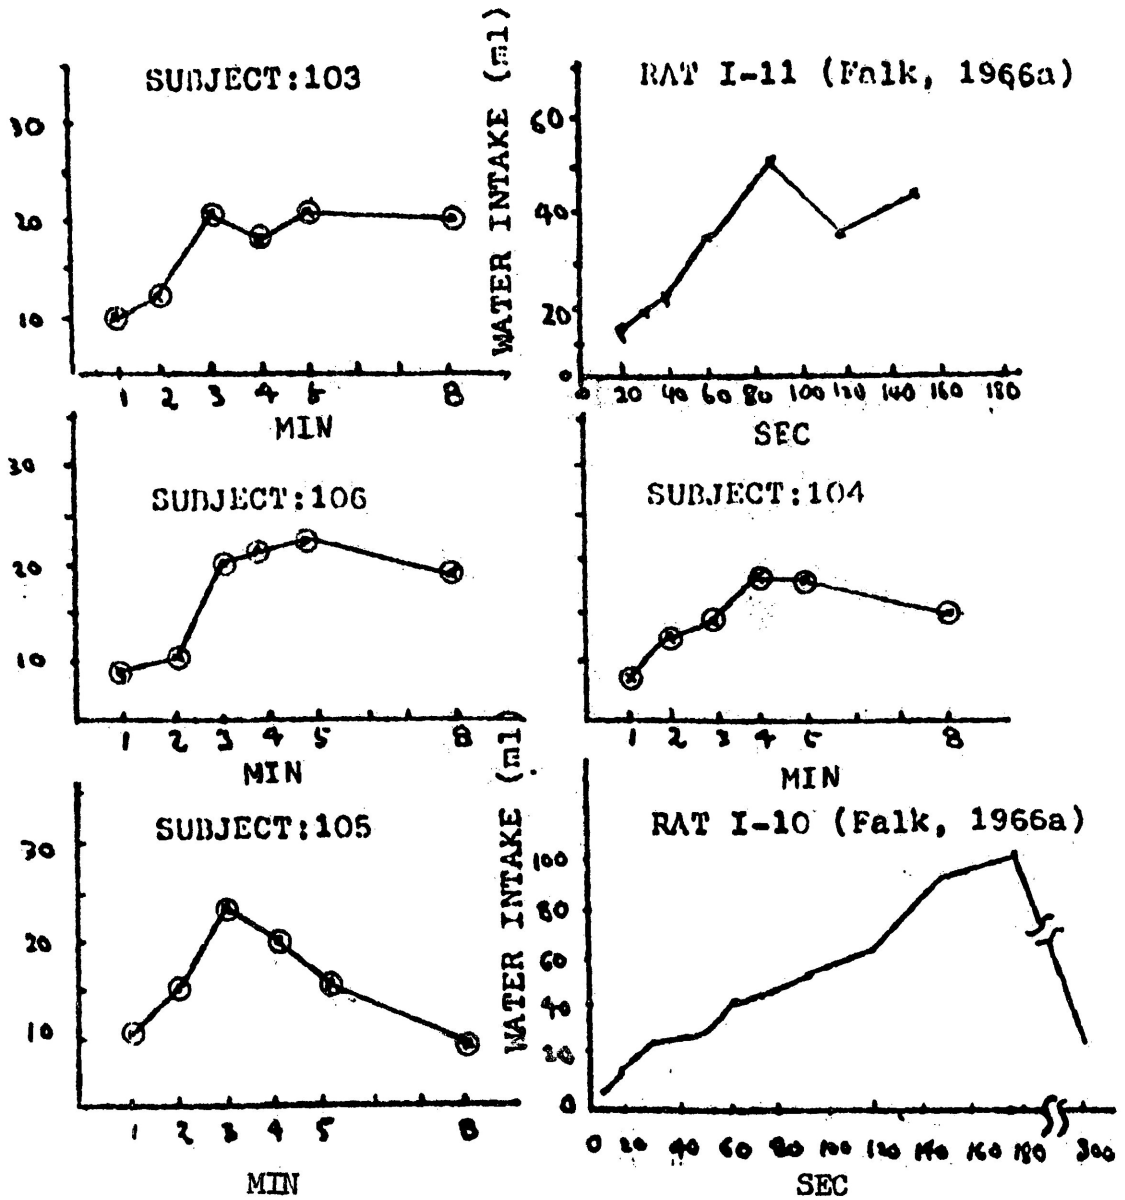 SUBJECT:103
30
20
10
1 2 3 4 5 8
MIN
WATER INTAKE (ml)
RAT I-11 (Falk, 1966a)
60
40
20
0
0 20 40 60 80 100 120 140 160 180
SEC
SUBJECT:106
30
20
10
1 2 3 4 5 8
MIN
SUBJECT:104
1 2 3 4 5 8
MIN
SUBJECT:105
30
20
10
1 2 3 4 5 8
MIN
WATER INTAKE (ml)
RAT I-10 (Falk, 1966a)
100
80
60
40
20
0
0 20 40 60 80 100 120 140 160 180 300
SEC